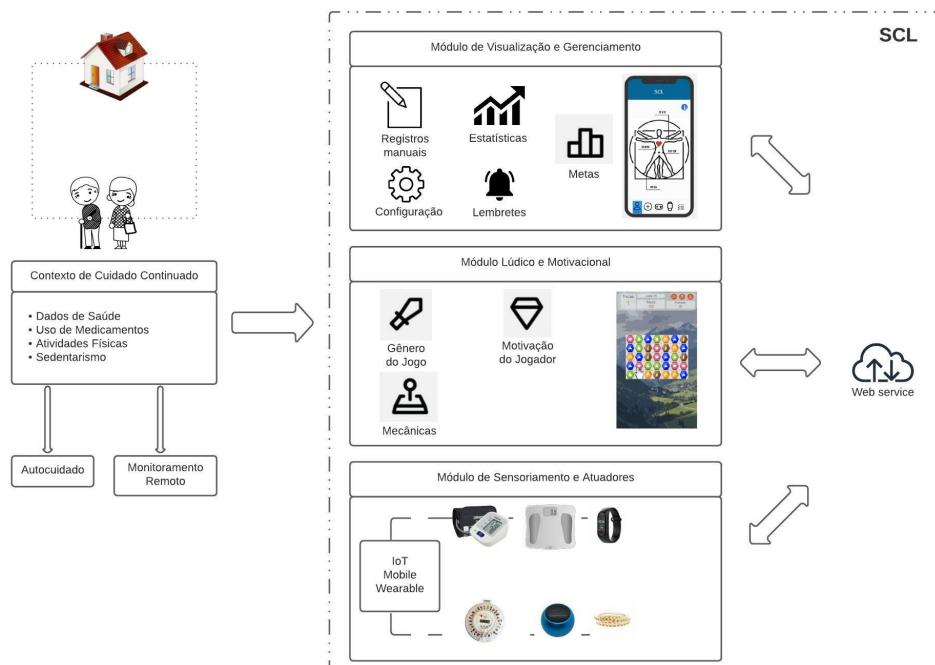 SCL
Módulo de Visualização e Gerenciamento
Registros
manuais
Estatísticas
Metas
Configuração
Lembretes
SCL
Contexto de Cuidado Continuado
• Dados de Saúde
• Uso de Medicamentos
• Atividades Físicas
• Sedentarismo
Autocuidado
Monitoramento
Remoto
Módulo Lúdico e Motivacional
Gênero
do Jogo
Motivação
do Jogador
Mecânicas
Web service
Módulo de Sensoriamento e Atuadores
IoT
Mobile
Wearable